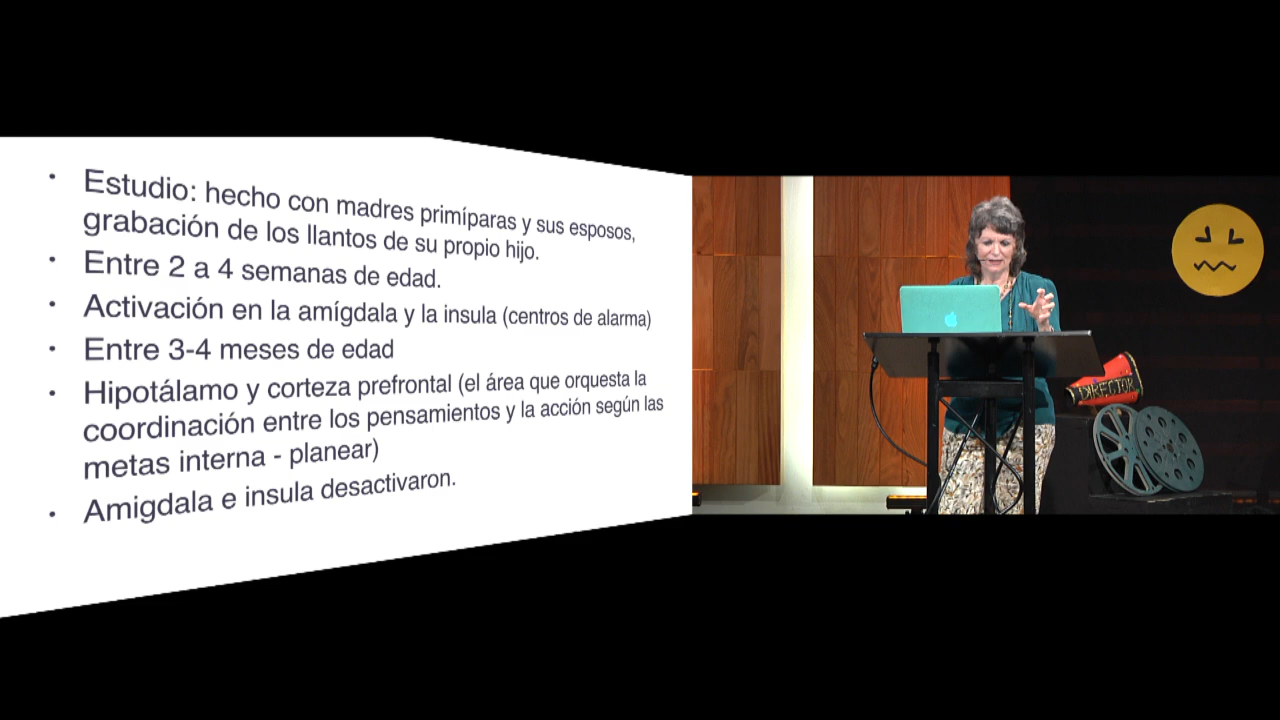 • Estudio: hecho con madres primíparas y sus esposos,
grabación de los llantos de su propio hijo.
• Entre 2 a 4 semanas de edad.
• Activación en la amígdala y la insula (centros de alarma)
• Entre 3-4 meses de edad
• Hipotálamo y corteza prefrontal (el área que orquesta la
coordinación entre los pensamientos y la acción según las
metas interna - planear)
• Amigdala e insula desactivaron.
DIRECTOR